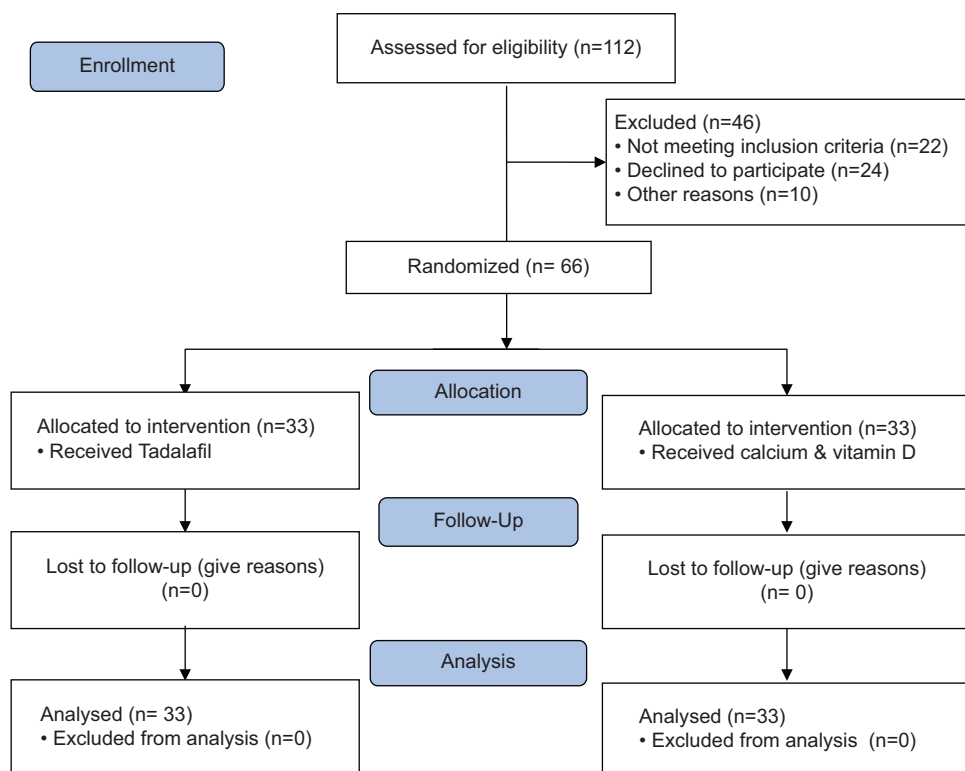 Assessed for eligibility (n=112)
Enrollment
Excluded (n=46)
• Not meeting inclusion criteria (n=22)
• Declined to participate (n=24)
• Other reasons (n=10)
Randomized (n= 66)
Allocation
Allocated to intervention (n=33)
• Received Tadalafil
Allocated to intervention (n=33)
• Received calcium & vitamin D
Follow-Up
Lost to follow-up (give reasons)
(n=0)
Lost to follow-up (give reasons)
(n= 0)
Analysis
Analysed (n= 33)
• Excluded from analysis (n=0)
Analysed (n=33)
• Excluded from analysis  (n=0)